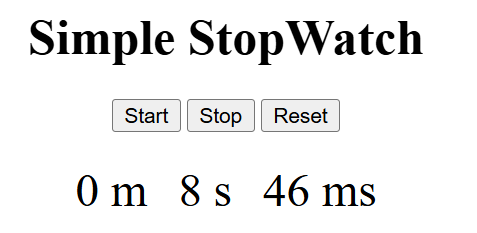 Simple StopWatch
Start Stop Reset
0 m 8 s 46 ms